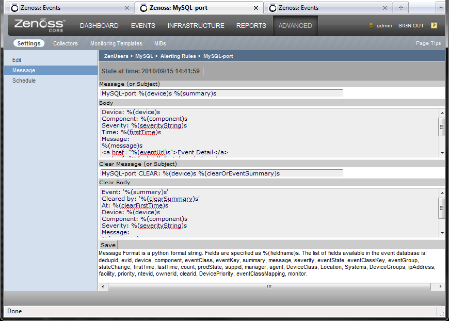 Zenoss: Events
Zenoss: MySQL-port
Zenoss: Events
Zenoss CORE
DASHBOARD EVENTS INFRASTRUCTURE REPORTS ADVANCED
admin SIGN OUT
Settings Collectors Monitoring Templates MIBs
Page Tips
Edit
Message
Schedule
ZenUsers > MySQL > Alerting Rules > MySQL-port
State at time: 2010/09/15 14:41:59
Message (or Subject)
MySQL-port %(device)s %(summary)s
Body
Device: %(device)s
Component: %(component)s
Severity: %(severityString)s
Time: %(firstTime)s
Message:
%(message)s
<a href="%(eventUrl)s">Event Detail</a>
Clear Message (or Subject)
MySQL-port CLEAR: %(device)s %(clearOrEventSummary)s
Clear Body
Event: '%(summary)s'
Cleared by: '%(clearSummary)s'
At: %(clearFirstTime)s
Device: %(device)s
Component: %(component)s
Severity: %(severityString)s
Message:
Save
Message Format is a python format string. Fields are specified as %(fieldname)s. The list of fields available in the event database is:
dedupid, evid, device, component, eventClass, eventKey, summary, message, severity, eventState, eventClassKey, eventGroup,
stateChange, firstTime, lastTime, count, prodState, suppid, manager, agent, DeviceClass, Location, Systems, DeviceGroups, ipAddress,
facility, priority, ntevid, ownerid, clearid, DevicePriority, eventClassMapping, monitor.
Done